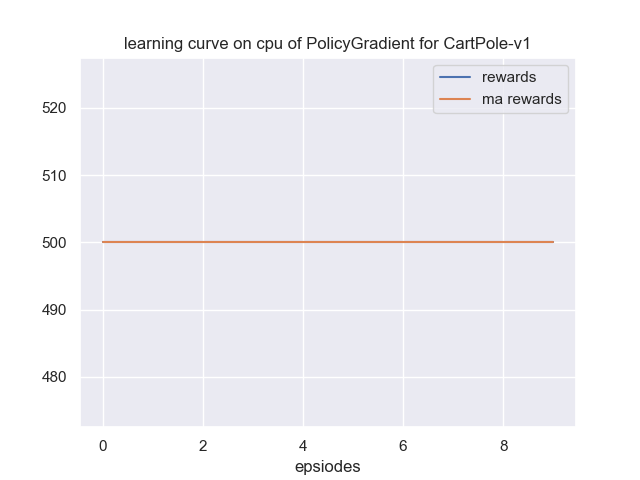 learning curve on cpu of PolicyGradient for CartPole-v1
rewards
ma rewards
520
510
500
490
480
0 2 4 6 8
epsiodes